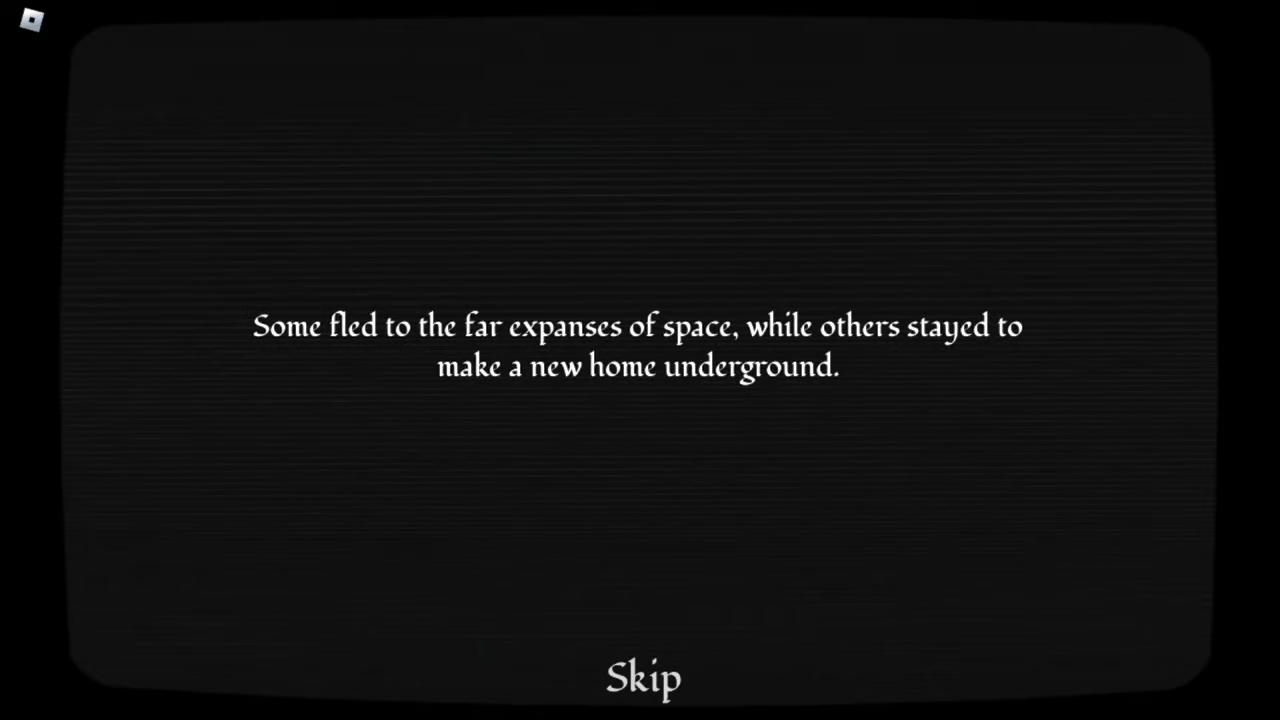 Some fled to the far expanses of space, while others stayed to
make a new home underground.
Skip